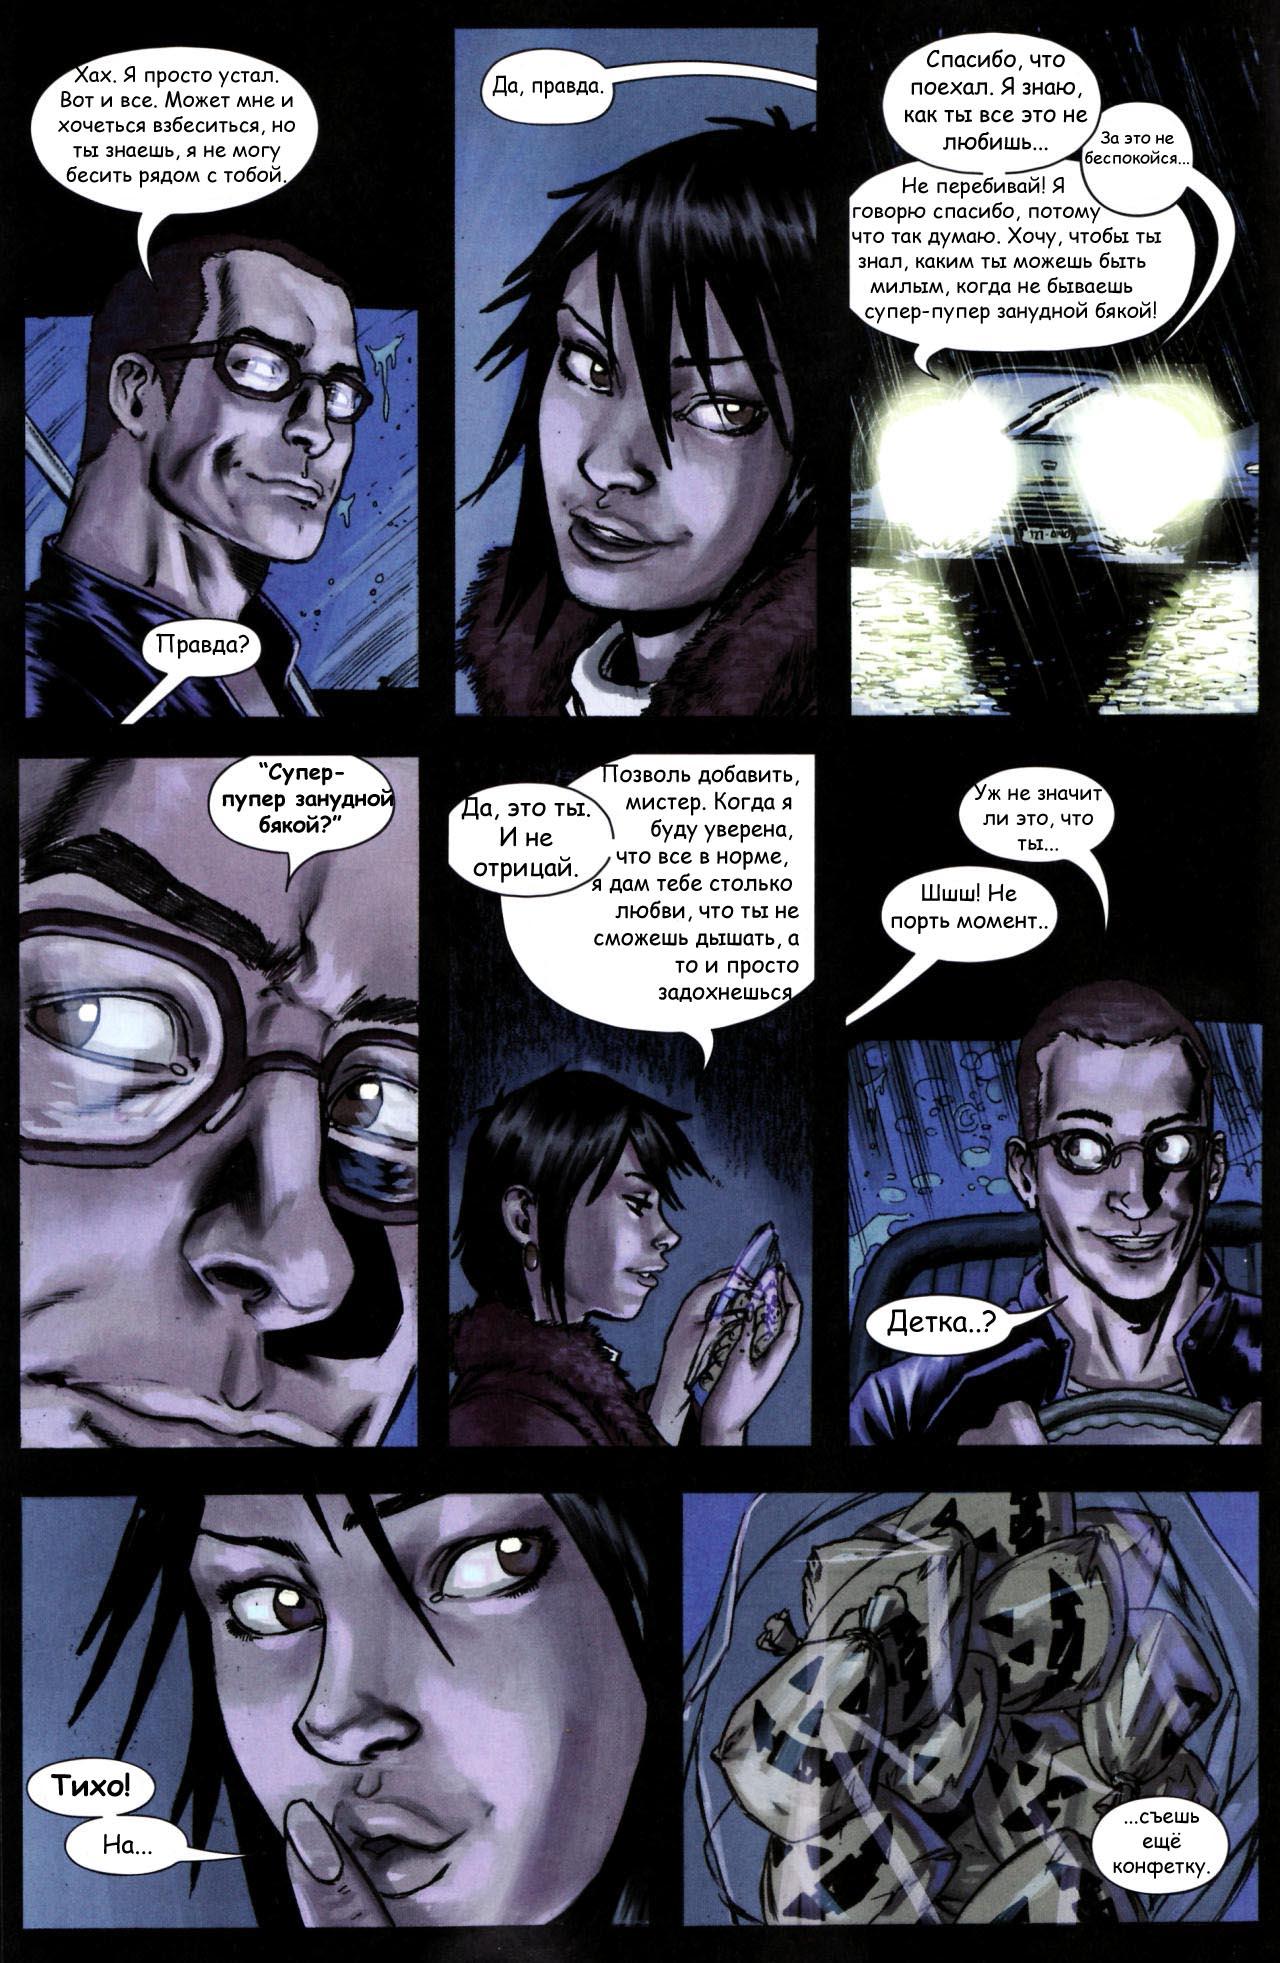 Хах. Я просто устал.
Вот и все. Может мне и
хочеться взбеситься, но
ты знаешь, я не могу
бесить рядом с тобой.
Правда?
Да, правда.
Спасибо, что
поехал. Я знаю,
как ты все это не
любишь...
За это не
беспокойся...
Не перебивай! Я
говорю спасибо, потому
что так думаю. Хочу, чтобы ты
знал, каким ты можешь быть
милым, когда не бываешь
супер-пупер занудной бякой!
“Супер-
пупер занудной
бякой?”
Да, это ты.
И не
отрицай.
Позволь добавить,
мистер. Когда я
буду уверена,
что все в норме,
я дам тебе столько
любви, что ты не
сможешь дышать, а
то и просто
задохнешься
Уж не значит
ли это, что
ты...
Шшш! Не
порть момент..
Детка..?
Тихо!
На...
...съешь
ещё
конфетку.